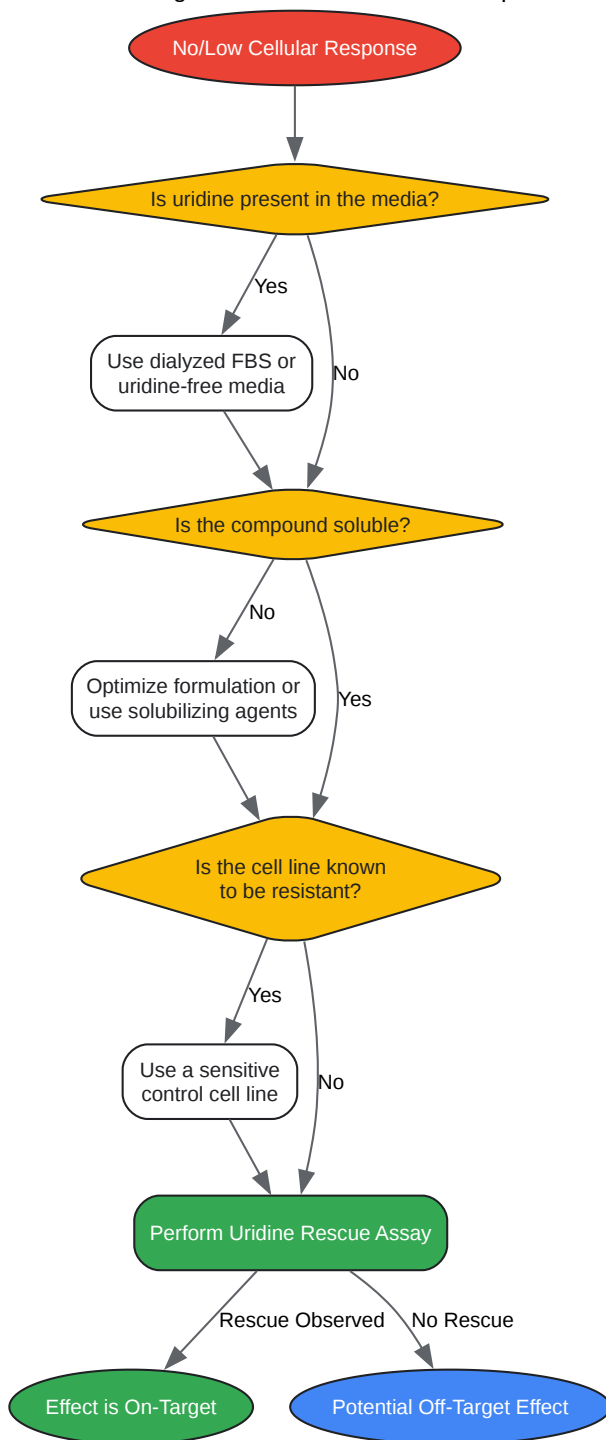 No/Low Cellular Response
Is uridine present in the media?
Yes
Use dialyzed FBS or
uridine-free media
No
Is the compound soluble?
No
Optimize formulation or
use solubilizing agents
Yes
Is the cell line known
to be resistant?
Yes
Use a sensitive
control cell line
No
Perform Uridine Rescue Assay
Rescue Observed
No Rescue
Effect is On-Target
Potential Off-Target Effect